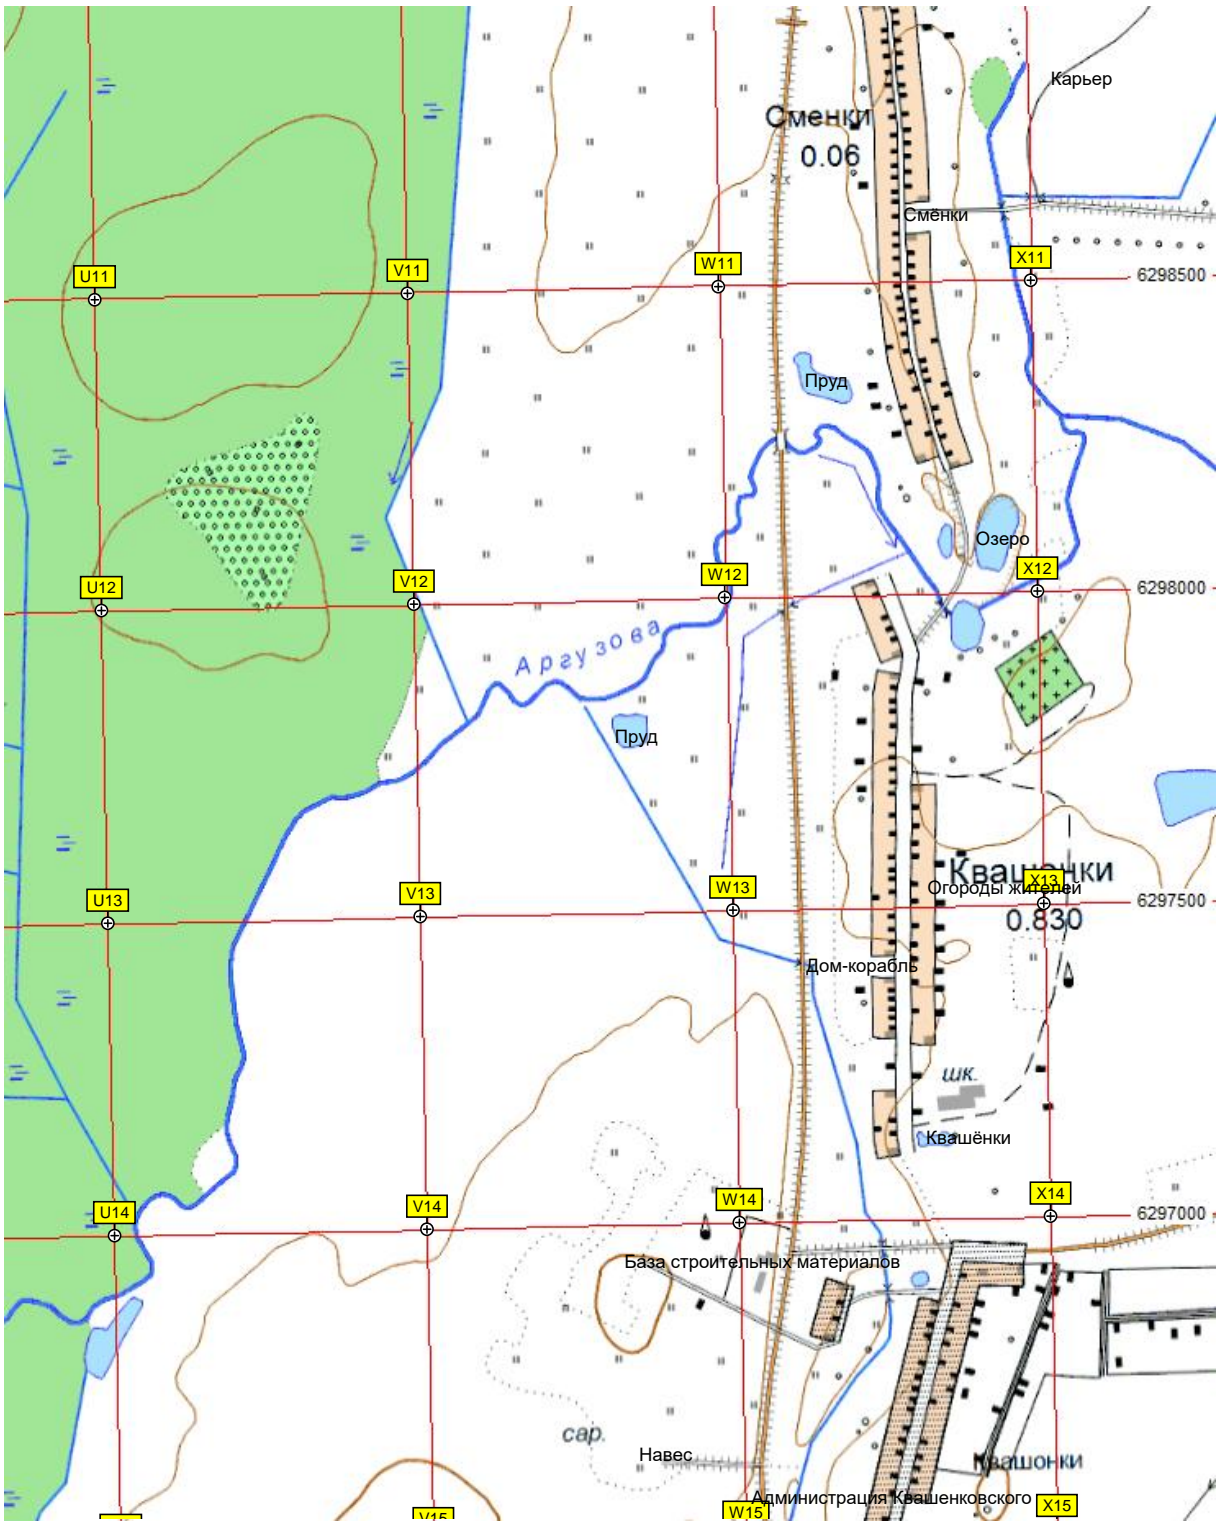 Карьер
Сменки
0.06
Смёнки
U11
V11
W11
X11
6298500
Пруд
Озеро
U12
V12
W12
X12
6298000
Аргузова
Пруд
Квашонки
U13
V13
W13
X13
Огороды жителей
6297500
0.830
Дом-корабль
шк.
Квашёнки
U14
V14
W14
X14
6297000
База строительных материалов
сар.
Навес
Квашонки
Администрация Квашенковского
V15
W15
X15